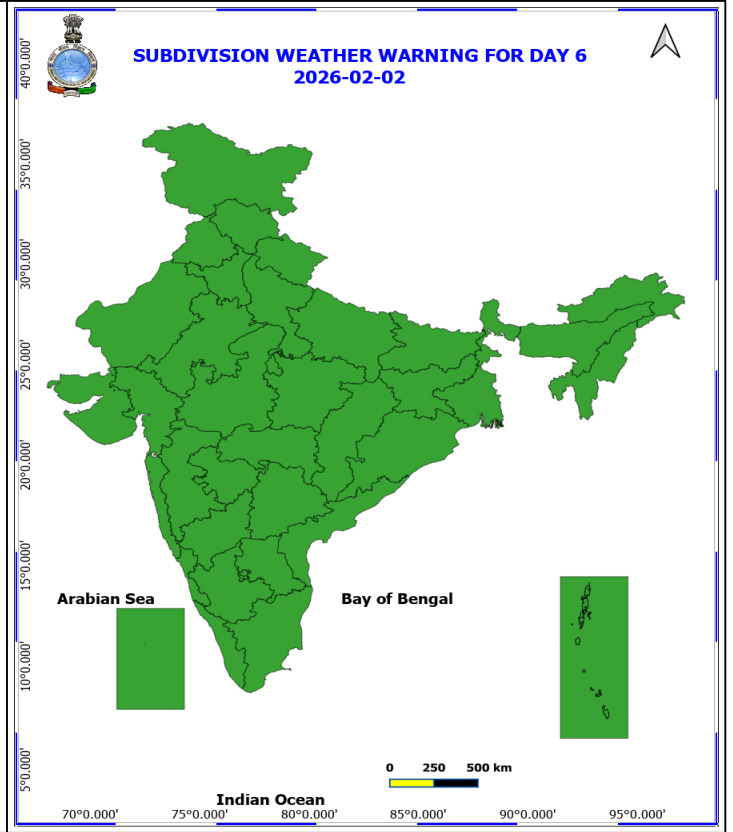 SUBDIVISION WEATHER WARNING FOR DAY 6
2026-02-02
40°0.000'
35°0.000'
30°0.000'
25°0.000'
20°0.000'
15°0.000'
10°0.000'
5°0.000'
Arabian Sea
Bay of Bengal
0 250 500 km
Indian Ocean
70°0.000' 75°0.000' 80°0.000' 85°0.000' 90°0.000' 95°0.000'